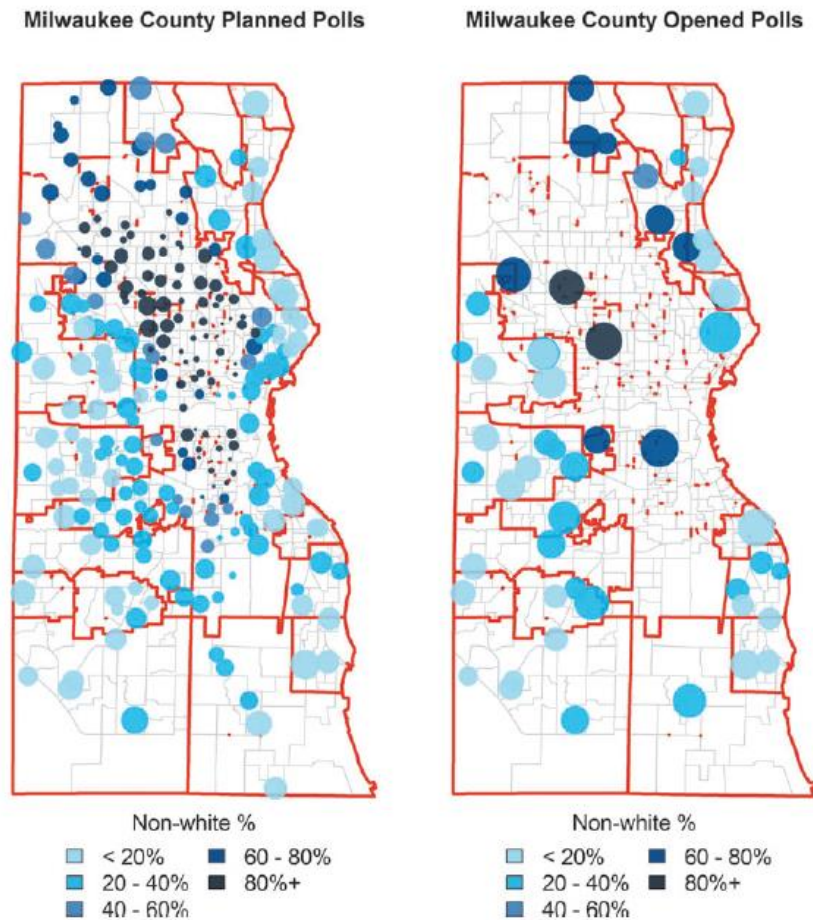 Milwaukee County Planned Polls
Milwaukee County Opened Polls
Non-white %
< 20%
60 - 80%
20 - 40%
80%+
40 - 60%
Non-white %
< 20%
60 - 80%
20 - 40%
80%+
40 - 60%